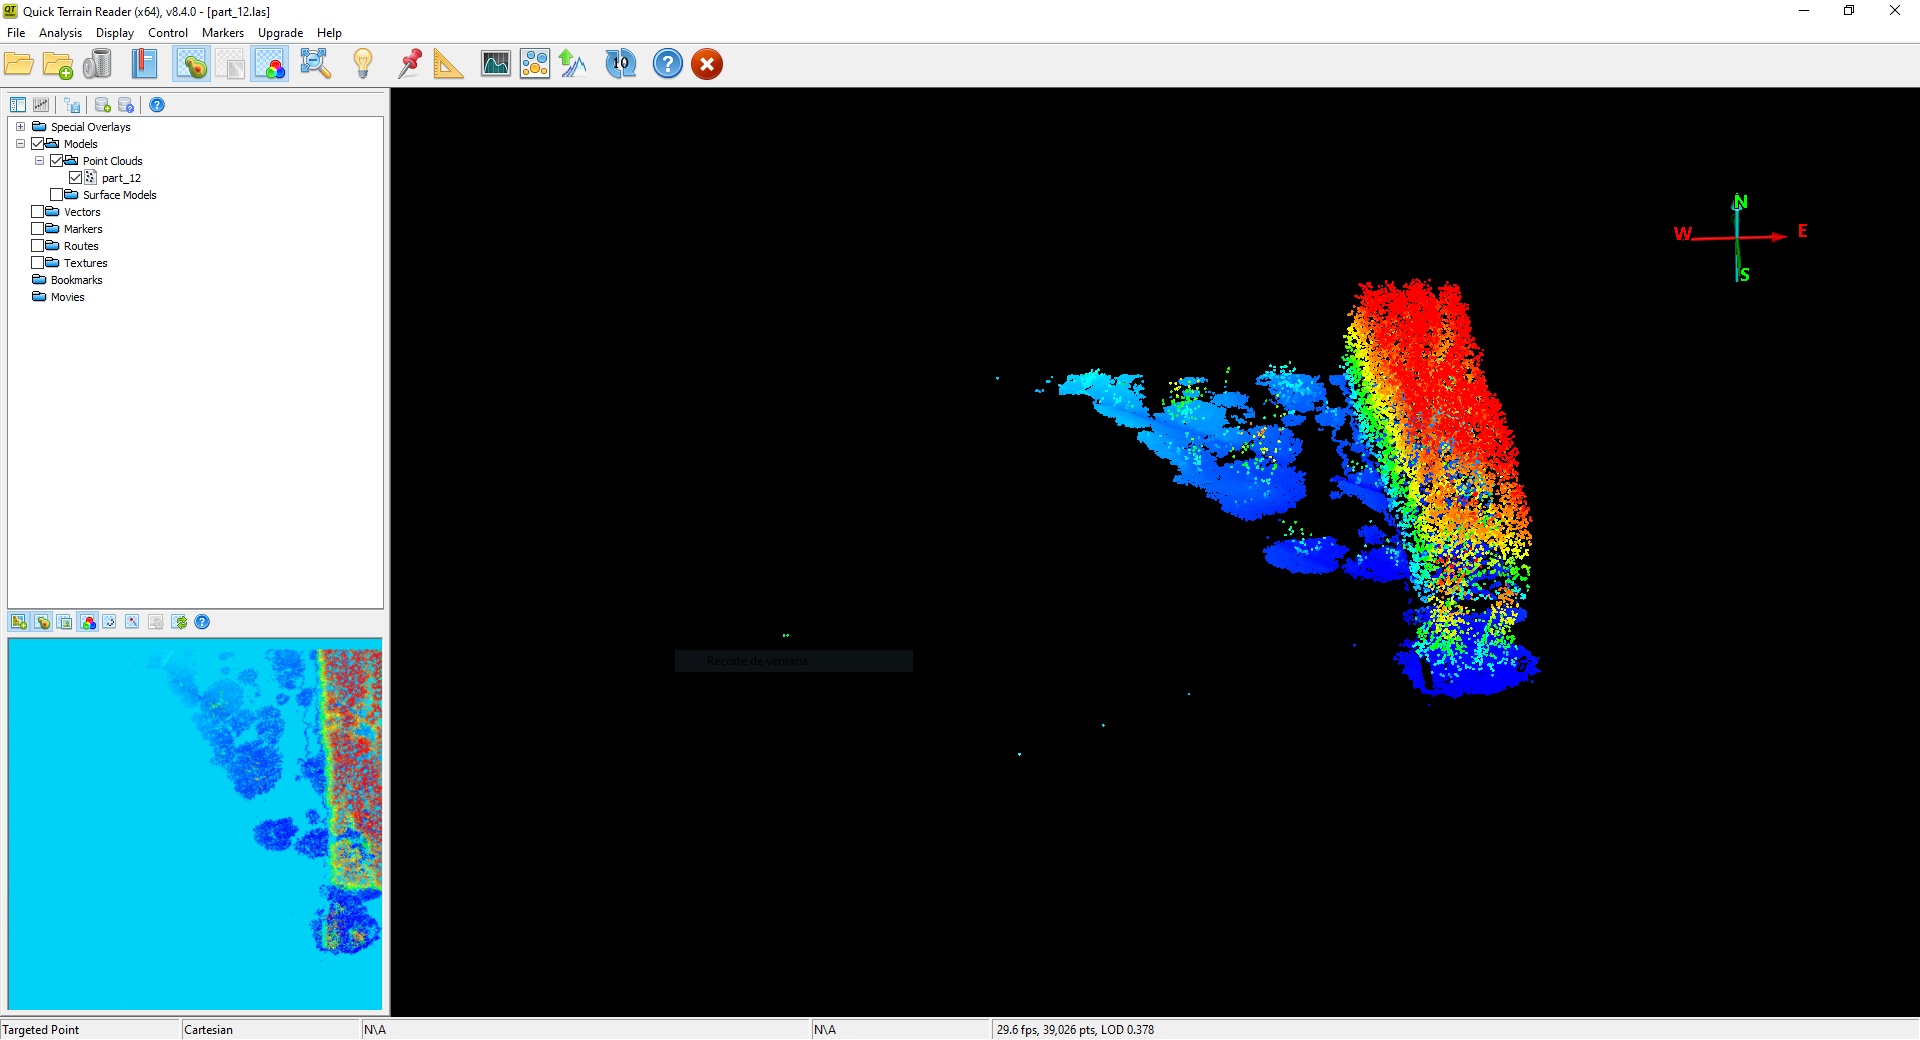 Quick Terrain Reader (x64), v8.4.0 - [part_12.las]
File Analysis Display Control Markers Upgrade Help
10
Special Overlays
Models
Point Clouds
part_12
Surface Models
Vectors
Markers
Routes
Textures
Bookmarks
Movies
N
W E
S
Recorte de ventana
Targeted Point Cartesian N\A N\A 29.6 fps, 39,026 pts, LOD 0.378